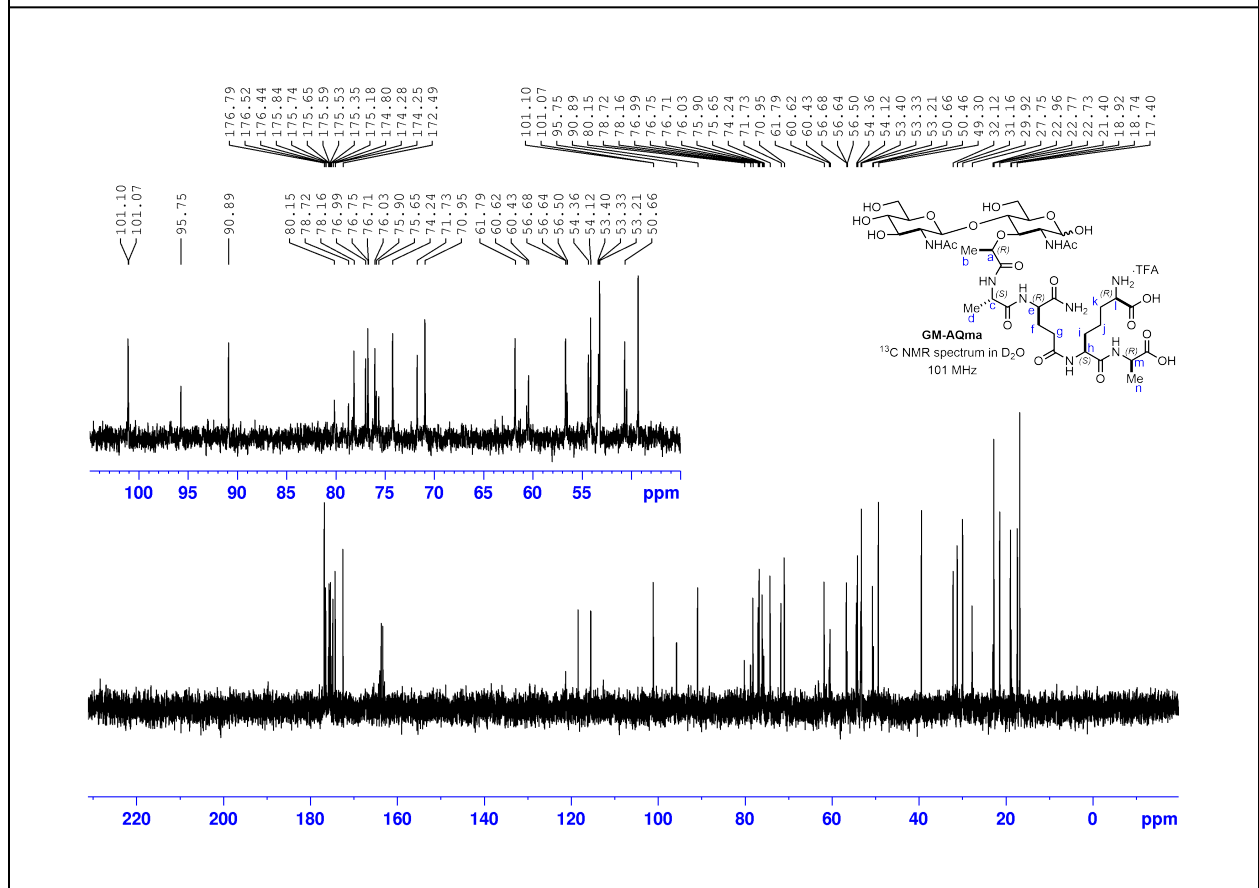 176.79
176.52
176.44
175.84
175.74
175.65
175.59
175.53
175.35
175.18
174.80
174.28
174.25
172.49
101.10
101.07
95.75
90.89
80.15
78.72
78.16
76.99
76.75
76.71
76.03
75.90
75.65
74.24
71.73
70.95
61.79
60.62
60.43
56.68
56.64
56.50
54.36
54.12
53.40
53.33
53.21
50.66
50.46
49.30
32.12
31.16
29.92
27.75
22.96
22.77
22.73
21.40
18.92
18.74
17.40
101.10
101.07
95.75
90.89
80.15
78.72
78.16
76.99
76.75
76.71
76.03
75.90
75.65
74.24
71.73
70.95
61.79
60.62
60.43
56.68
56.64
56.50
54.36
54.12
53.40
53.33
53.21
50.66
HO
HO
HO
O
NHAc
O
HO
O
OH
NHAc
O
Me
b
a
(R)
O
HN
(S)
c
Me
d
O
H
N
(R)
e
O
NH2
f
g
O
N
H
h
(S)
i
j
k
l
(R)
NH2
.TFA
OH
O
O
H
N
(R)
m
O
OH
Me
n
GM-AQma
13C NMR spectrum in D2O
101 MHz
100 95 90 85 80 75 70 65 60 55 ppm
220 200 180 160 140 120 100 80 60 40 20 0 ppm